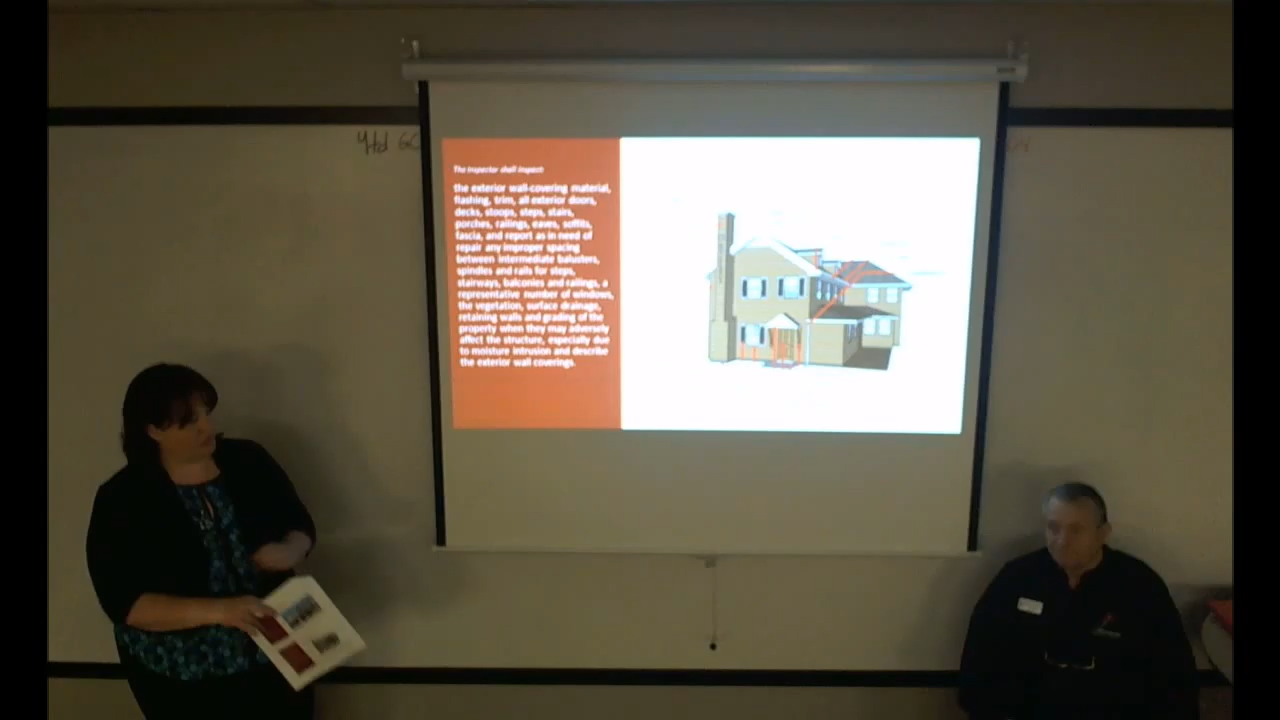 Ytd GC
The inspector shall inspect:
the exterior wall-covering material,
flashing, trim, all exterior doors,
decks, stoops, steps, stairs,
porches, railings, eaves, soffits,
fascia, and report as in need of
repair any improper spacing
between intermediate balusters,
spindles and rails for steps,
stairways, balconies and railings, a
representative number of windows,
the vegetation, surface drainage,
retaining walls and grading of the
property when they may adversely
affect the structure, especially due
to moisture intrusion and describe
the exterior wall coverings.